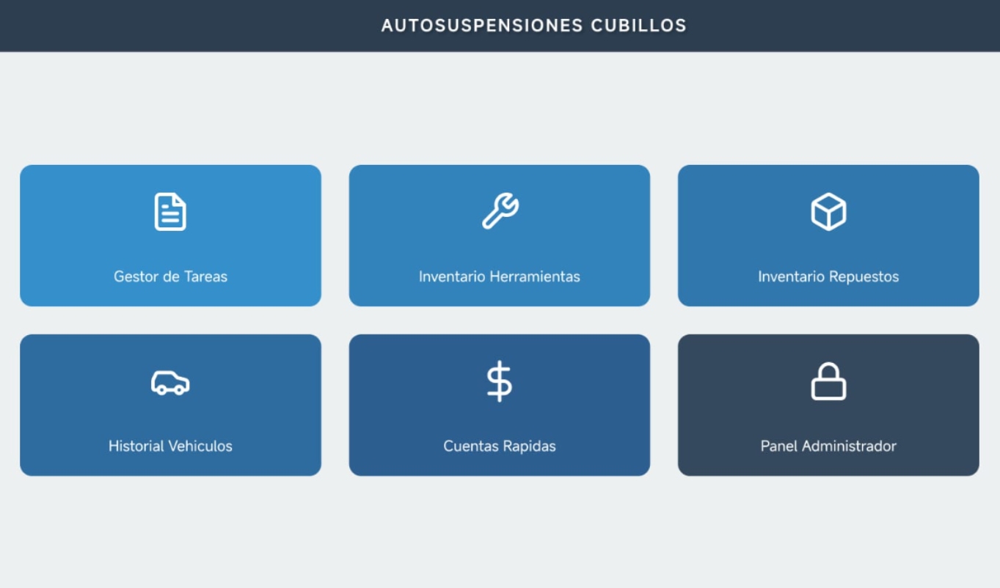 AUTOSUSPENSIONES CUBILLOS
Gestor de Tareas
Inventario Herramientas
Inventario Repuestos
Historial Vehiculos
Cuentas Rapidas
Panel Administrador